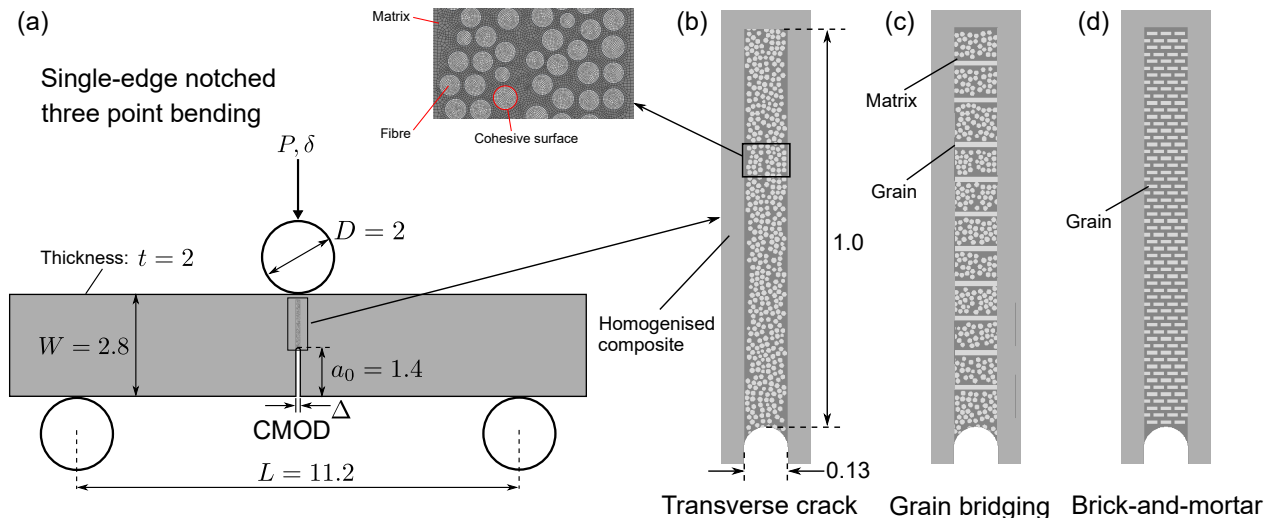 (a)
Single-edge notched
three point bending
Matrix
Fibre
Cohesive surface
P, δ
D = 2
Thickness: t = 2
W = 2.8
a₀ = 1.4
Δ
CMOD
L = 11.2
(b)
1.0
Homogenised
composite
0.13
Transverse crack
(c)
Matrix
Grain
Grain bridging
(d)
Grain
Brick-and-mortar